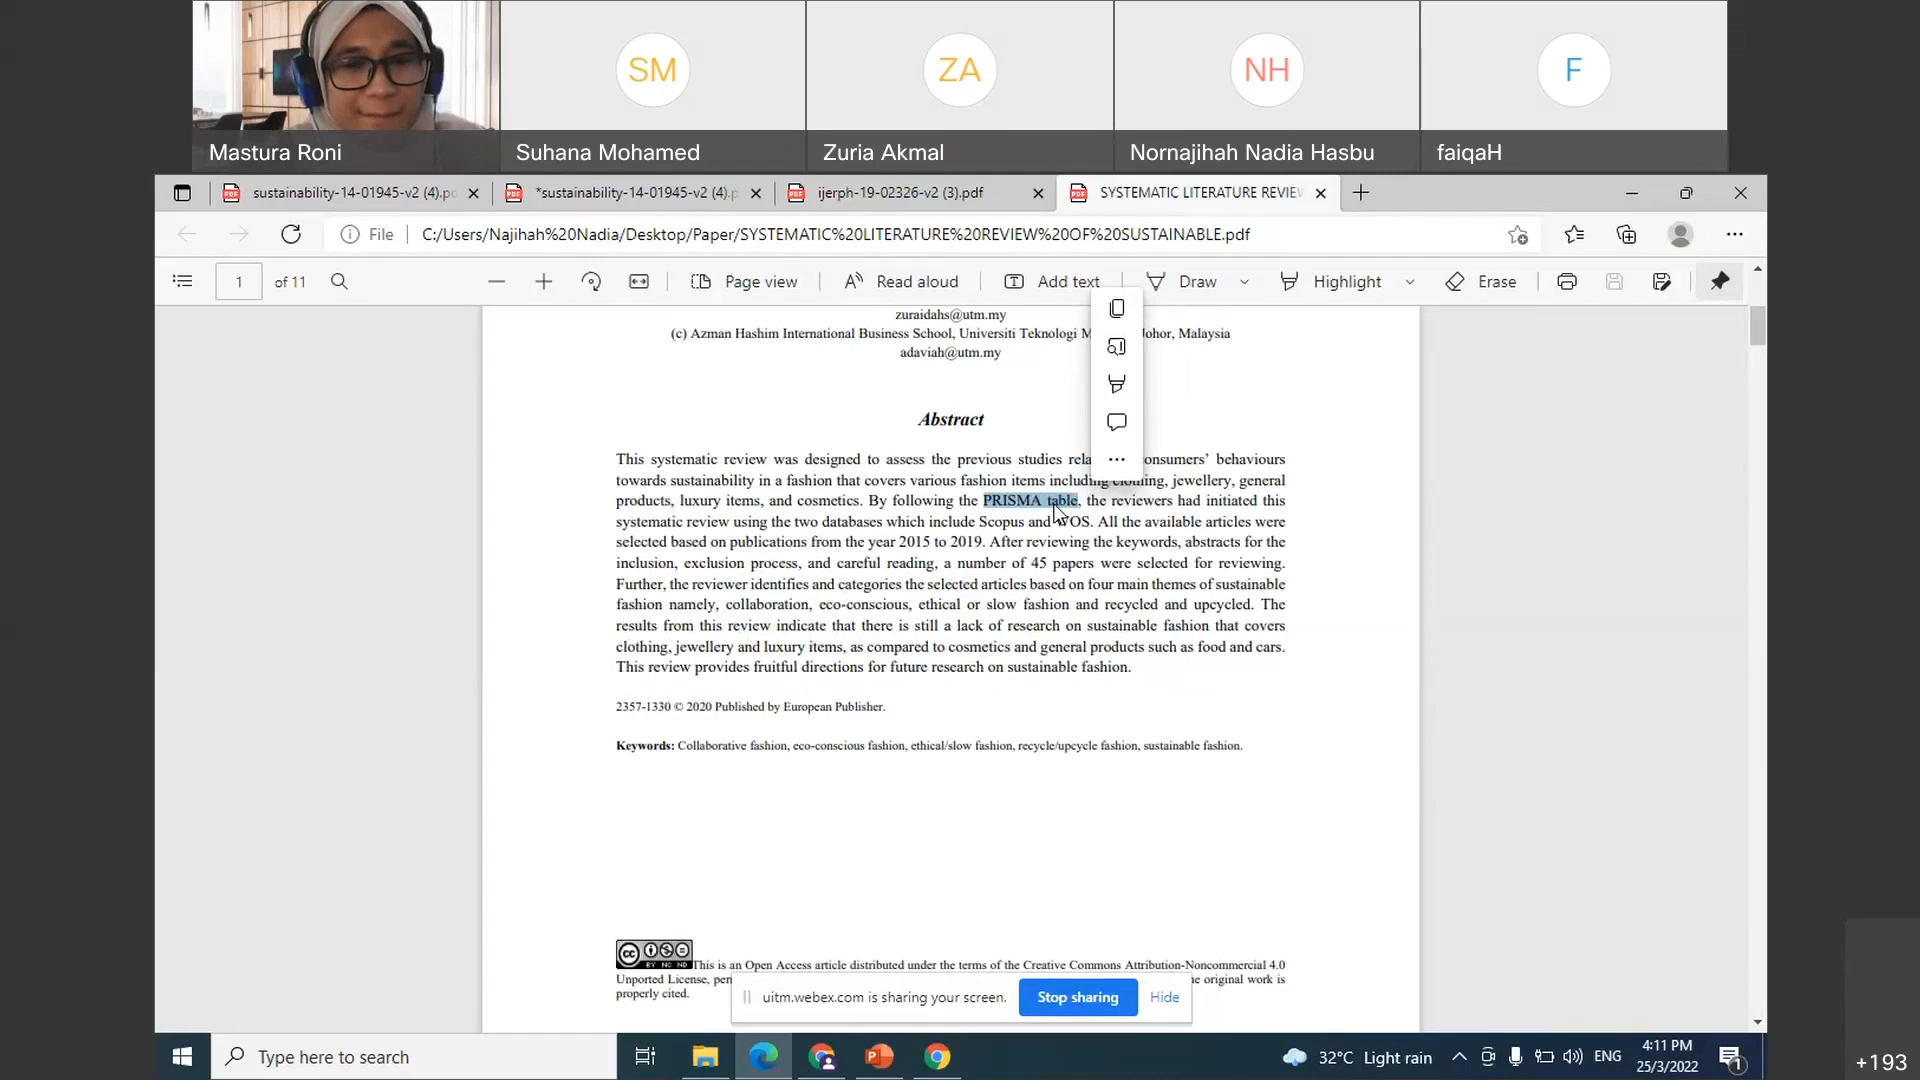 SM
ZA
NH
F
Mastura Roni
Suhana Mohamed
Zuria Akmal
Nornajihah Nadia Hasbu
faiqaH
sustainability-14-01945-v2 (4).pc
*sustainability-14-01945-v2 (4).p
ijerph-19-02326-v2 (3).pdf
SYSTEMATIC LITERATURE REVIEW
File
C:/Users/Najihah%20Nadia/Desktop/Paper/SYSTEMATIC%20LITERATURE%20REVIEW%20OF%20SUSTAINABLE.pdf
1 of 11
Page view
Read aloud
Add text
Draw
Highlight
Erase
zuraidahs@utm.my
(c) Azman Hashim International Business School, Universiti Teknologi M Johor, Malaysia
adaviah@utm.my
Abstract
This systematic review was designed to assess the previous studies rela onsumers' behaviours
towards sustainability in a fashion that covers various fashion items including clothing, jewellery, general
products, luxury items, and cosmetics. By following the PRISMA table, the reviewers had initiated this
systematic review using the two databases which include Scopus and WOS. All the available articles were
selected based on publications from the year 2015 to 2019. After reviewing the keywords, abstracts for the
inclusion, exclusion process, and careful reading, a number of 45 papers were selected for reviewing.
Further, the reviewer identifies and categories the selected articles based on four main themes of sustainable
fashion namely, collaboration, eco-conscious, ethical or slow fashion and recycled and upcycled. The
results from this review indicate that there is still a lack of research on sustainable fashion that covers
clothing, jewellery and luxury items, as compared to cosmetics and general products such as food and cars.
This review provides fruitful directions for future research on sustainable fashion.
2357-1330 © 2020 Published by European Publisher.
Keywords: Collaborative fashion, eco-conscious fashion, ethical/slow fashion, recycle/upcycle fashion, sustainable fashion.
CC BY NC ND
This is an Open Access article distributed under the terms of the Creative Commons Attribution-Noncommercial 4.0
Unported License, per e original work is
properly cited.
uitm.webex.com is sharing your screen.
Stop sharing
Hide
Type here to search
32°C Light rain
ENG
4:11 PM
25/3/2022
1
+193